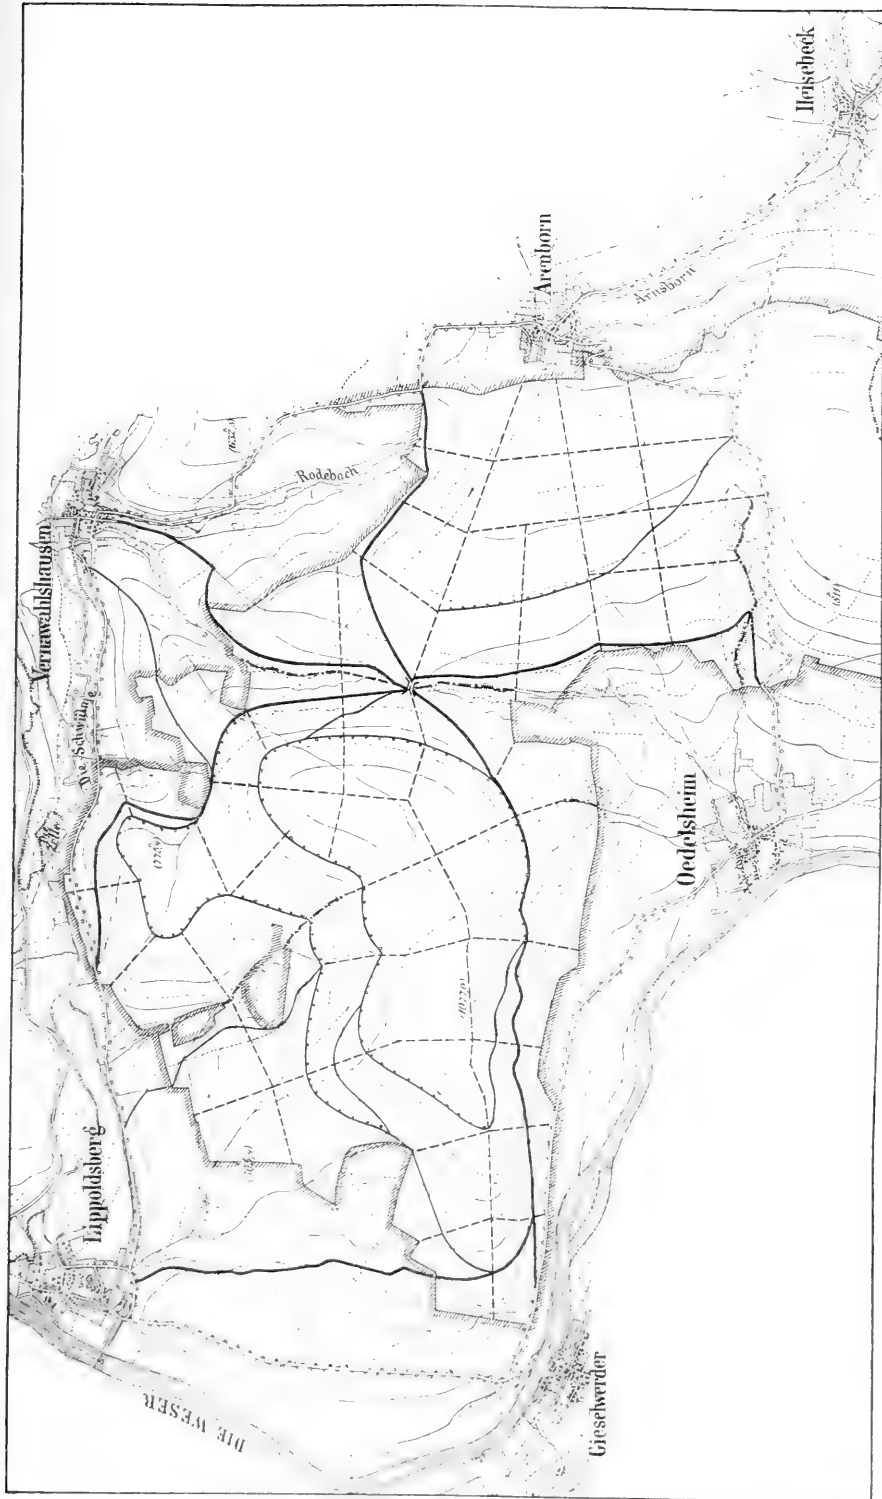 Heisebeck
Arenborn
Arnsborn
Rodebach
Vernawahlshausen
Die Schwülme
Oedelsheim
Lippoldsberg
Gieselwerder
DIE WESER